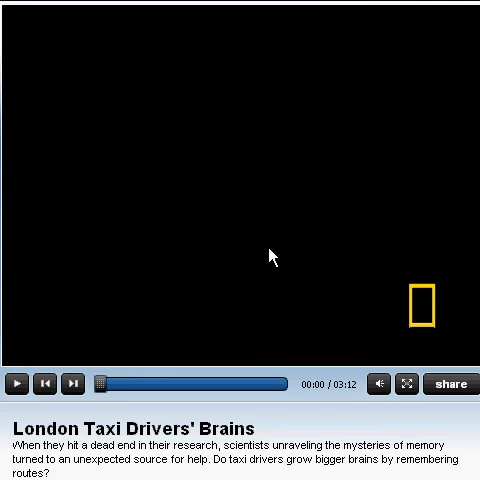 00:00 / 03:12
share
London Taxi Drivers' Brains
When they hit a dead end in their research, scientists unraveling the mysteries of memory
turned to an unexpected source for help. Do taxi drivers grow bigger brains by remembering
routes?